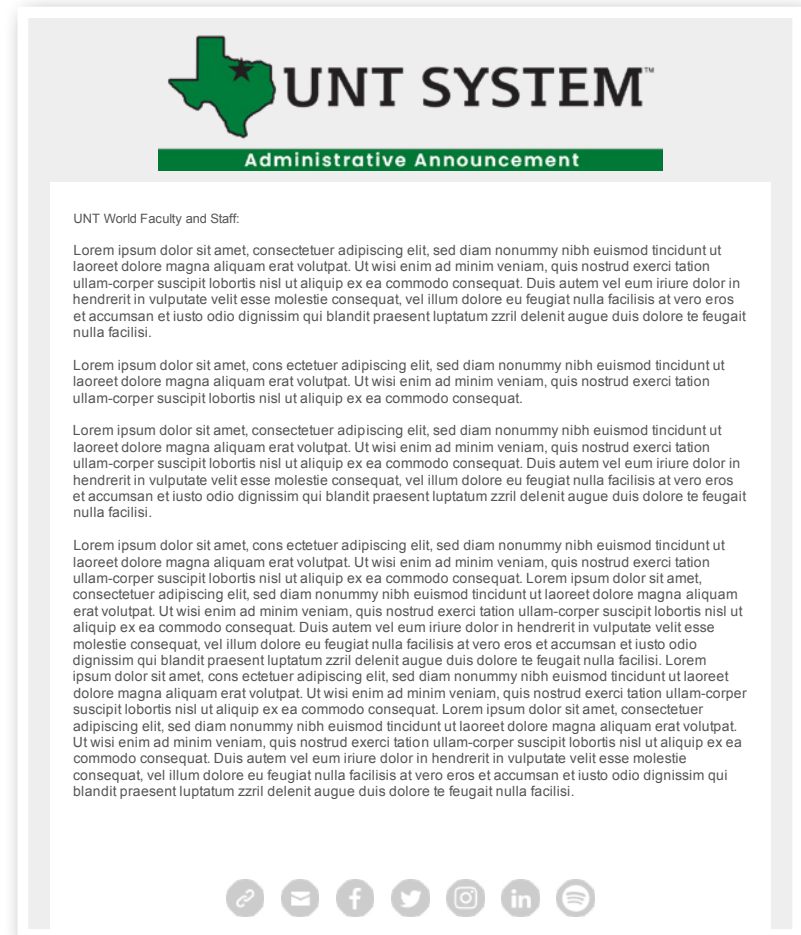 UNT SYSTEM™
Administrative Announcement
UNT World Faculty and Staff:
Lorem ipsum dolor sit amet, consectetuer adipiscing elit, sed diam nonummy nibh euismod tincidunt ut
laoreet dolore magna aliquam erat volutpat. Ut wisi enim ad minim veniam, quis nostrud exerci tation
ullam-corper suscipit lobortis nisl ut aliquip ex ea commodo consequat. Duis autem vel eum iriure dolor in
hendrerit in vulputate velit esse molestie consequat, vel illum dolore eu feugiat nulla facilisis at vero eros
et accumsan et iusto odio dignissim qui blandit praesent luptatum zzril delenit augue duis dolore te feugait
nulla facilisi.
Lorem ipsum dolor sit amet, cons ectetuer adipiscing elit, sed diam nonummy nibh euismod tincidunt ut
laoreet dolore magna aliquam erat volutpat. Ut wisi enim ad minim veniam, quis nostrud exerci tation
ullam-corper suscipit lobortis nisl ut aliquip ex ea commodo consequat.
Lorem ipsum dolor sit amet, consectetuer adipiscing elit, sed diam nonummy nibh euismod tincidunt ut
laoreet dolore magna aliquam erat volutpat. Ut wisi enim ad minim veniam, quis nostrud exerci tation
ullam-corper suscipit lobortis nisl ut aliquip ex ea commodo consequat. Duis autem vel eum iriure dolor in
hendrerit in vulputate velit esse molestie consequat, vel illum dolore eu feugiat nulla facilisis at vero eros
et accumsan et iusto odio dignissim qui blandit praesent luptatum zzril delenit augue duis dolore te feugait
nulla facilisi.
Lorem ipsum dolor sit amet, cons ectetuer adipiscing elit, sed diam nonummy nibh euismod tincidunt ut
laoreet dolore magna aliquam erat volutpat. Ut wisi enim ad minim veniam, quis nostrud exerci tation
ullam-corper suscipit lobortis nisl ut aliquip ex ea commodo consequat. Lorem ipsum dolor sit amet,
consectetuer adipiscing elit, sed diam nonummy nibh euismod tincidunt ut laoreet dolore magna aliquam
erat volutpat. Ut wisi enim ad minim veniam, quis nostrud exerci tation ullam-corper suscipit lobortis nisl ut
aliquip ex ea commodo consequat. Duis autem vel eum iriure dolor in hendrerit in vulputate velit esse
molestie consequat, vel illum dolore eu feugiat nulla facilisis at vero eros et accumsan et iusto odio
dignissim qui blandit praesent luptatum zzril delenit augue duis dolore te feugait nulla facilisi. Lorem
ipsum dolor sit amet, cons ectetuer adipiscing elit, sed diam nonummy nibh euismod tincidunt ut laoreet
dolore magna aliquam erat volutpat. Ut wisi enim ad minim veniam, quis nostrud exerci tation ullam-corper
suscipit lobortis nisl ut aliquip ex ea commodo consequat. Lorem ipsum dolor sit amet, consectetuer
adipiscing elit, sed diam nonummy nibh euismod tincidunt ut laoreet dolore magna aliquam erat volutpat.
Ut wisi enim ad minim veniam, quis nostrud exerci tation ullam-corper suscipit lobortis nisl ut aliquip ex ea
commodo consequat. Duis autem vel eum iriure dolor in hendrerit in vulputate velit esse molestie
consequat, vel illum dolore eu feugiat nulla facilisis at vero eros et accumsan et iusto odio dignissim qui
blandit praesent luptatum zzril delenit augue duis dolore te feugait nulla facilisi.